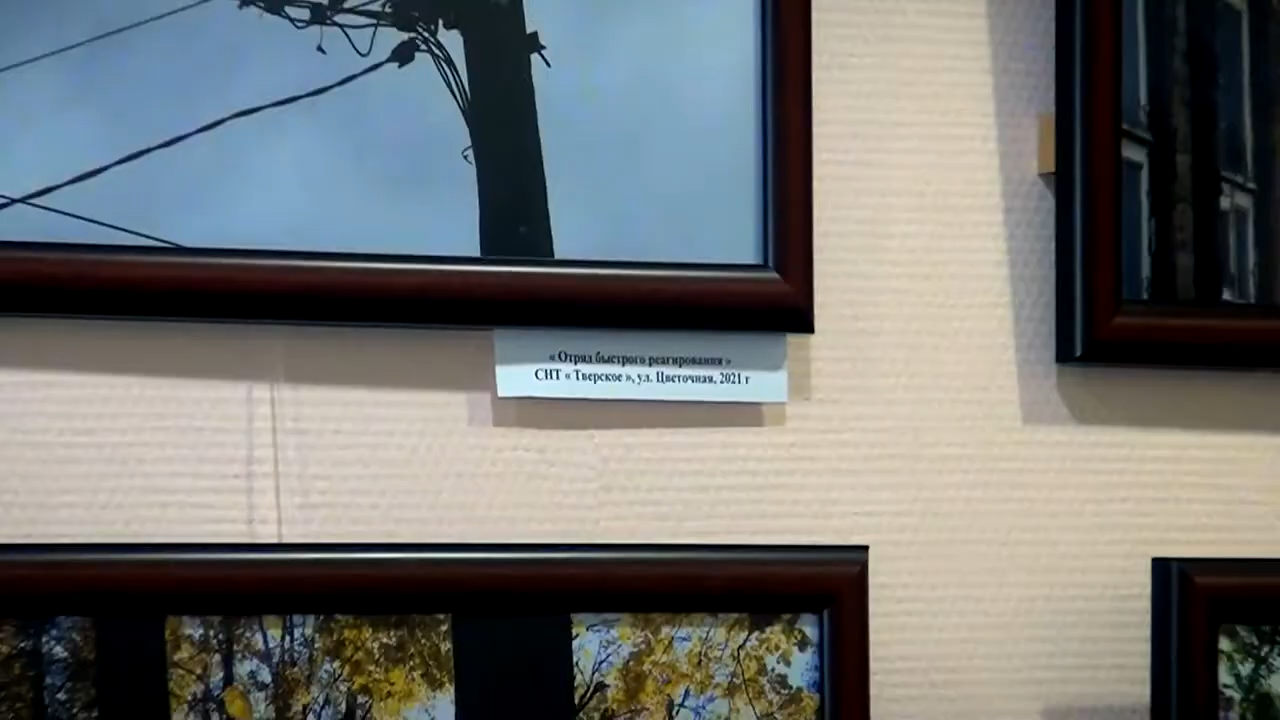 « Отряд быстрого реагирования »
СНТ « Тверское », ул. Цветочная, 2021 г